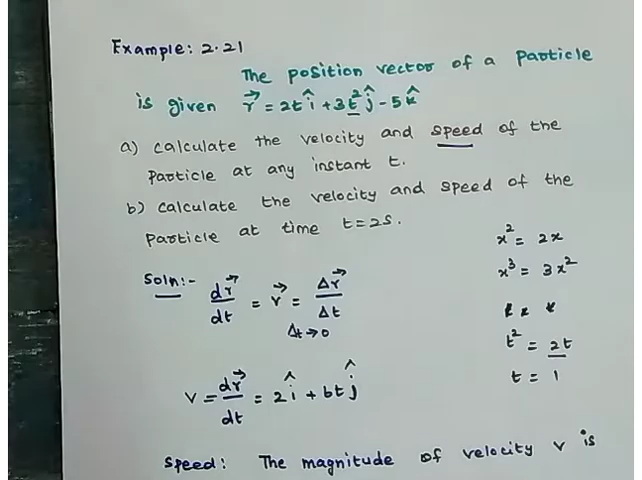 Example: 2.21
The position vector of a particle
is given r⃗ = 2t î + 3t² ĵ - 5 k̂
a) calculate the velocity and speed of the
particle at any instant t.
b) calculate the velocity and speed of the
particle at time t=2s.
Soln:- dr⃗/dt = v⃗ = Δr⃗/Δt
Δt→0
v = dr⃗/dt = 2 î + 6t ĵ
x² = 2x
x³ = 3x²
t² = 2t
t = 1
Speed: The magnitude of velocity v is